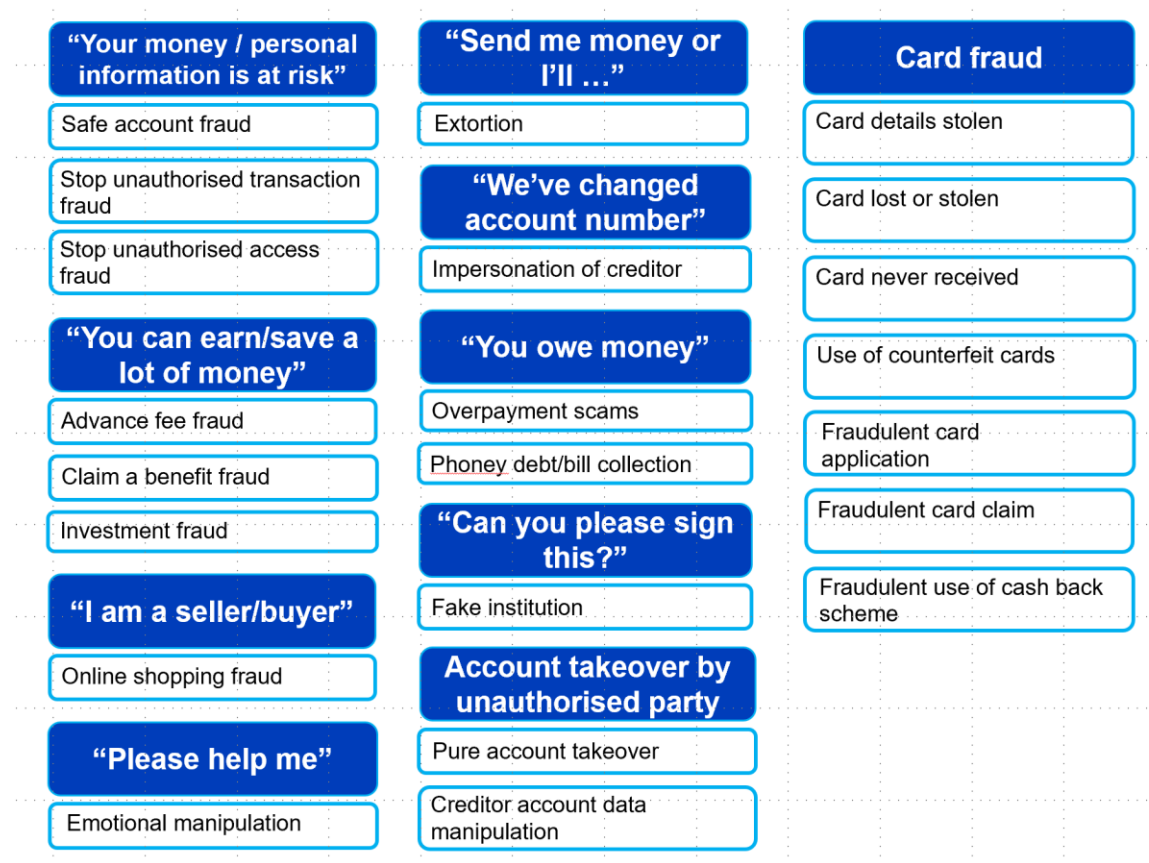 “Your money / personal
information is at risk”
Safe account fraud
Stop unauthorised transaction
fraud
Stop unauthorised access
fraud
“You can earn/save a
lot of money”
Advance fee fraud
Claim a benefit fraud
Investment fraud
“I am a seller/buyer”
Online shopping fraud
“Please help me”
Emotional manipulation
“Send me money or
I’ll …”
Extortion
“We’ve changed
account number”
Impersonation of creditor
“You owe money”
Overpayment scams
Phoney debt/bill collection
“Can you please sign
this?”
Fake institution
Account takeover by
unauthorised party
Pure account takeover
Creditor account data
manipulation
Card fraud
Card details stolen
Card lost or stolen
Card never received
Use of counterfeit cards
Fraudulent card
application
Fraudulent card claim
Fraudulent use of cash back
scheme